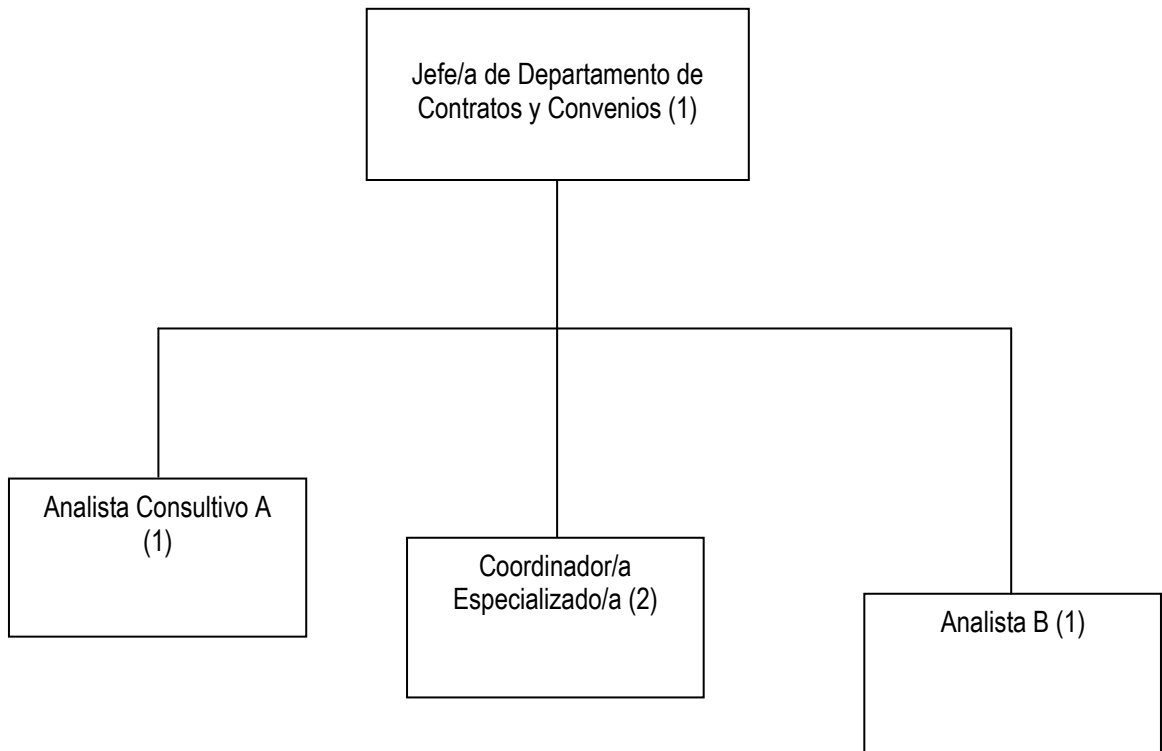 Jefe/a de Departamento de
Contratos y Convenios (1)
Analista Consultivo A
(1)
Coordinador/a
Especializado/a (2)
Analista B (1)